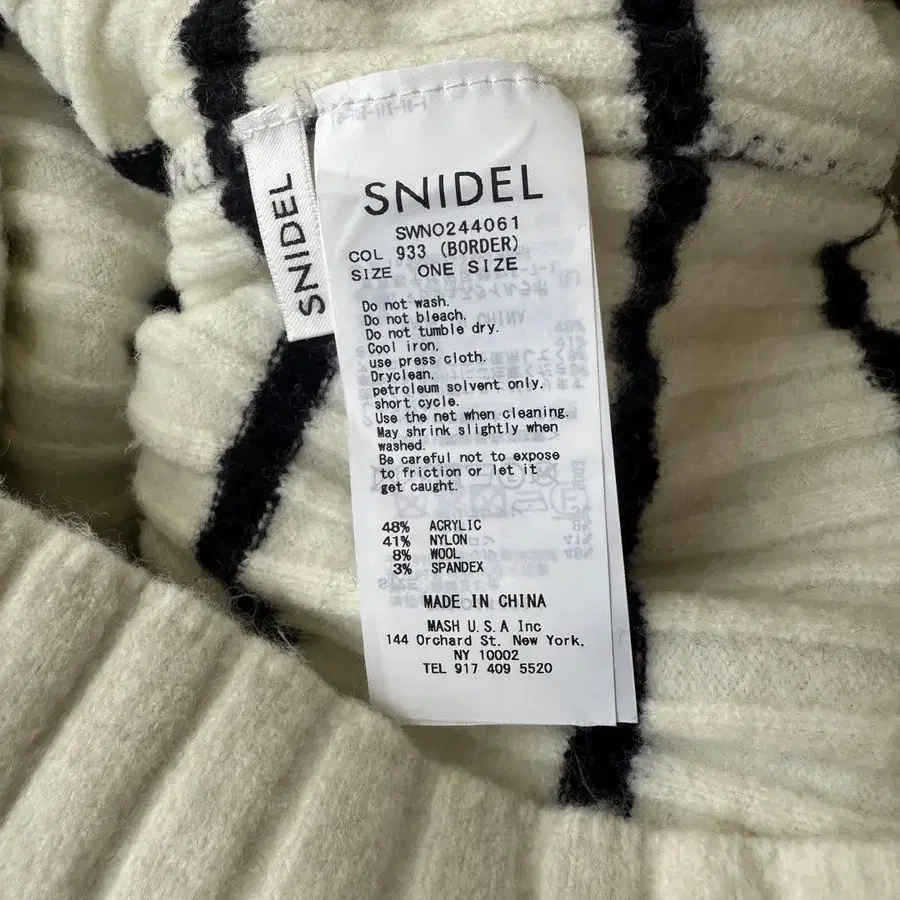 SNIDEL
SNIDEL
SWNO244061
COL 933 (BORDER)
SIZE ONE SIZE
Do not wash.
Do not bleach.
Do not tumble dry.
Cool iron,
use press cloth.
Dryclean,
petroleum solvent only,
short cycle.
Use the net when cleaning.
May shrink slightly when
washed.
Be careful not to expose
to friction or let it
get caught.
48% ACRYLIC
41% NYLON
8% WOOL
3% SPANDEX
MADE IN CHINA
MASH U.S.A Inc
144 Orchard St, New York,
NY 10002
TEL 917 409 5520